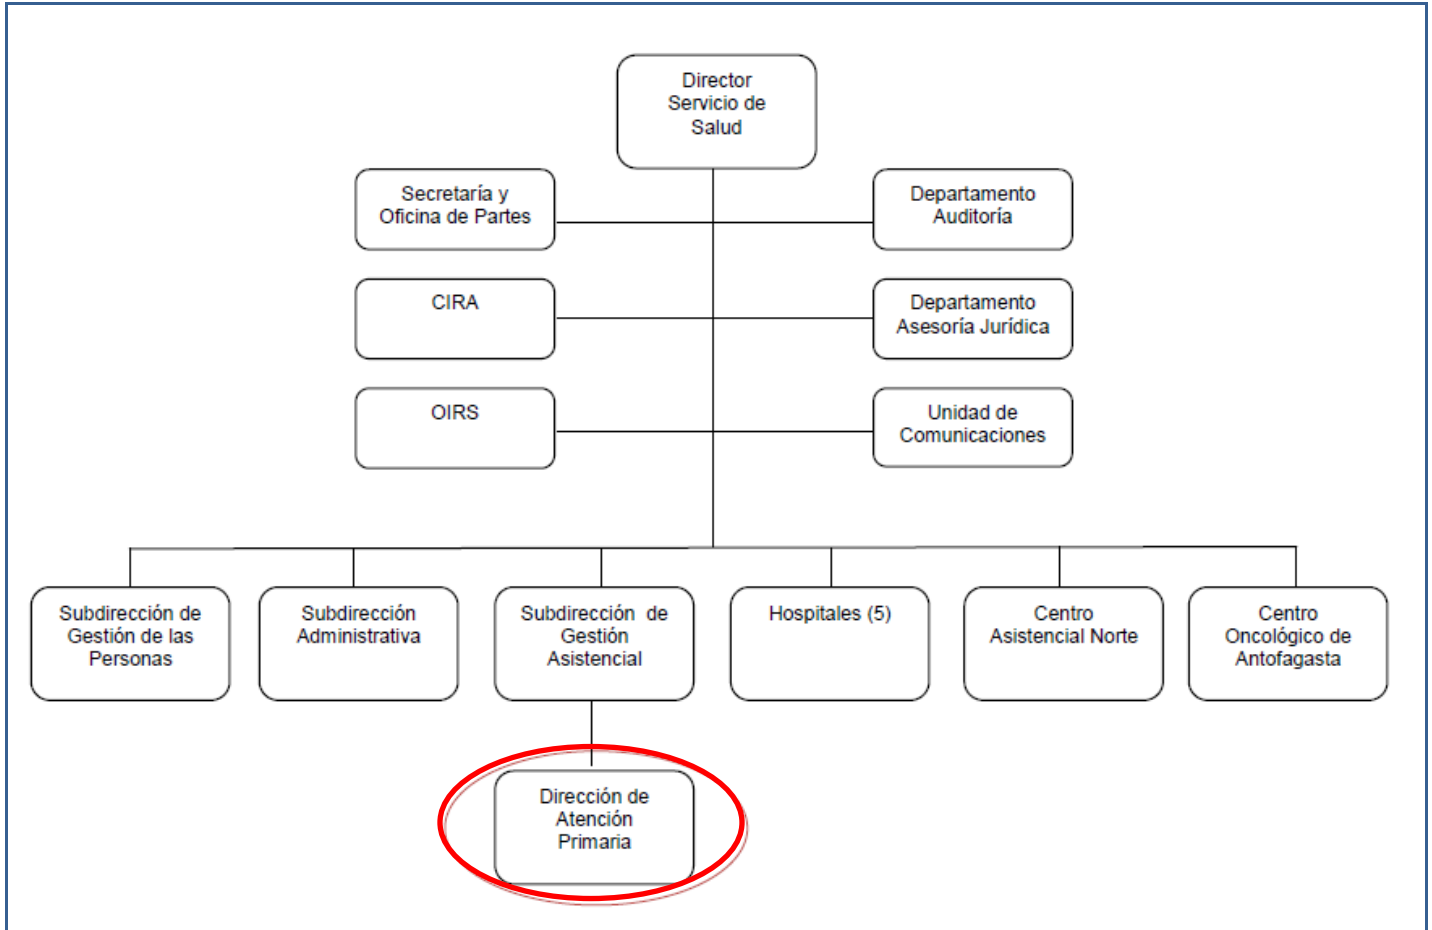 Director
Servicio de
Salud
Secretaría y
Oficina de Partes
Departamento
Auditoría
CIRA
Departamento
Asesoría Jurídica
OIRS
Unidad de
Comunicaciones
Subdirección de
Gestión de las
Personas
Subdirección
Administrativa
Subdirección de
Gestión
Asistencial
Hospitales (5)
Centro
Asistencial Norte
Centro
Oncológico de
Antofagasta
Dirección de
Atención
Primaria